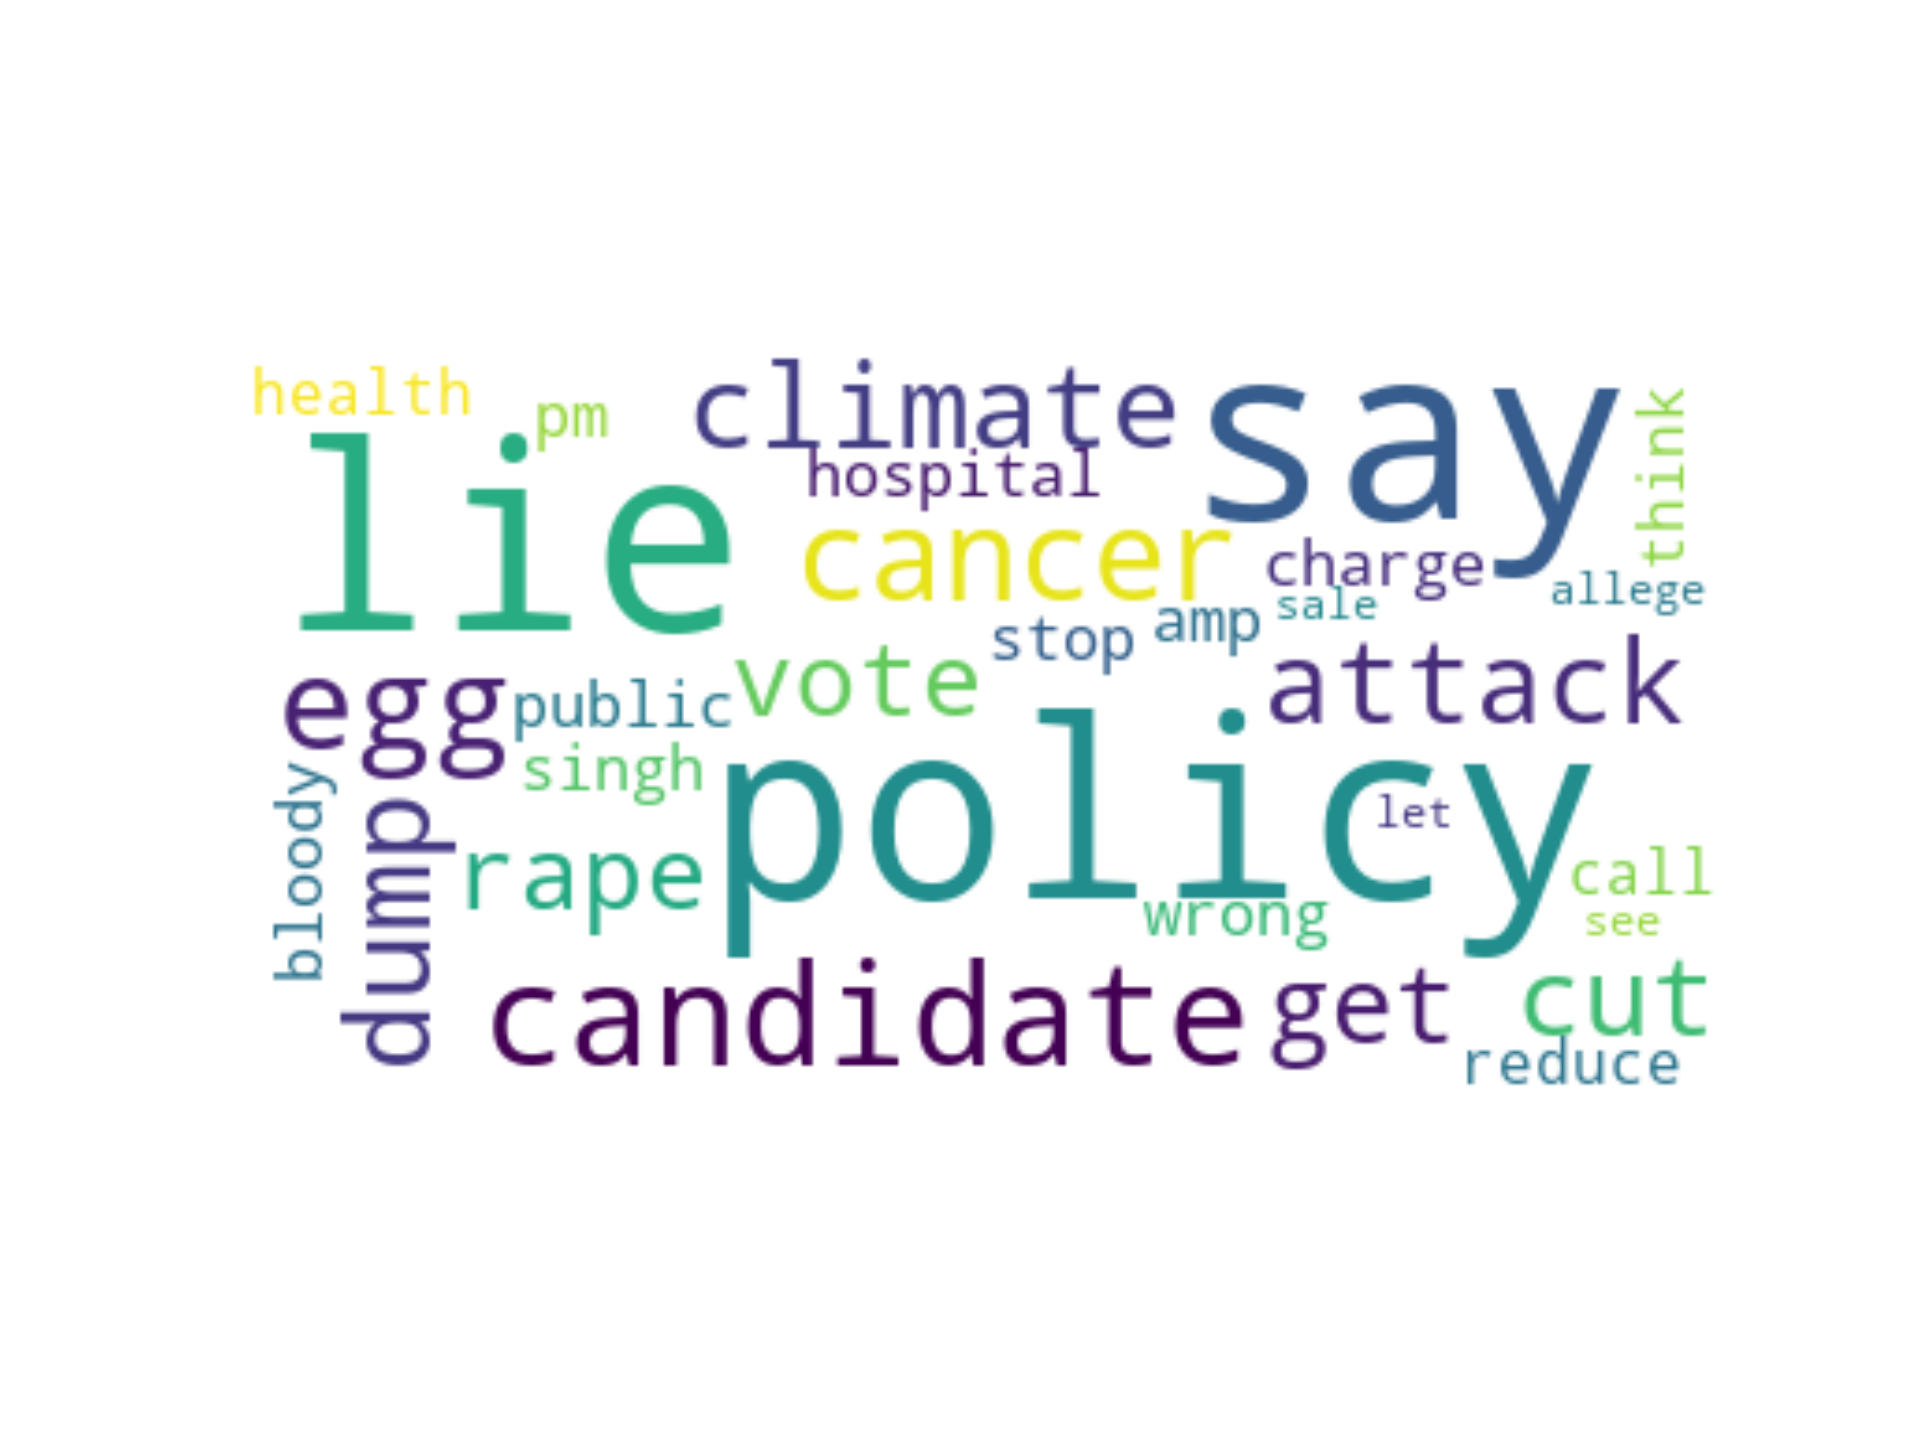 health
pm
climate
say
think
lie
hospital
cancer
charge
allege
sale
amp
stop
vote
attack
egg
public
singh
policy
let
bloody
dump
rape
wrong
call
see
candidate
get
cut
reduce